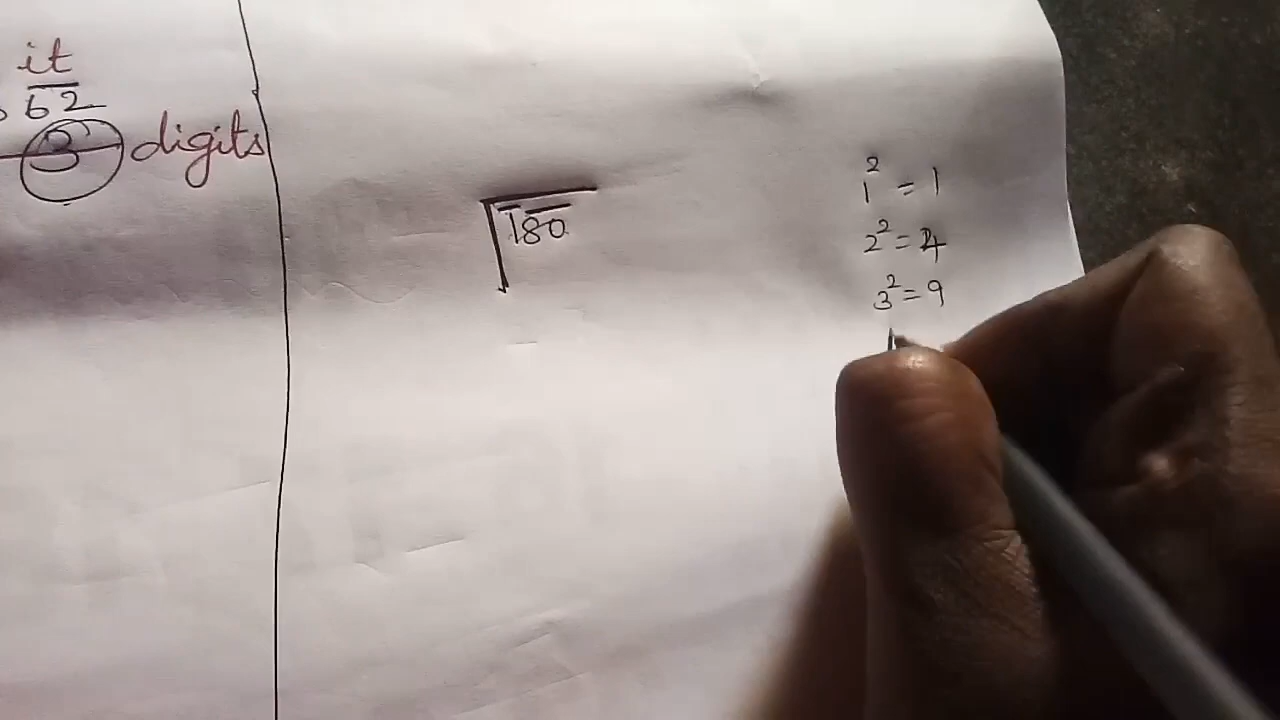 it
62
3 digits
180
1² = 1
2² = 4
3² = 9